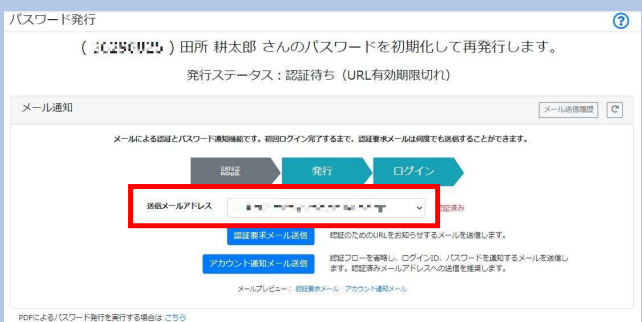 パスワード発行
?
( ) 田所 耕太郎 さんのパスワードを初期化して再発行します。
発行ステータス：認証待ち（URL有効期限切れ）
メール通知
メール送信履歴
メールによる認証とパスワード通知機能です。初回ログイン完了するまで、認証要求メールは何度でも送信することができます。
認証 発行 ログイン
送信メールアドレス
認証済み
認証要求メール送信 認証のためのURLをお知らせするメールを送信します。
アカウント通知メール送信 認証フローを省略し、ログインID、パスワードを通知するメールを送信し
ます。認証済みメールアドレスへの送信を推奨します。
メールプレビュー： 認証要求メール アカウント通知メール
PDFによるパスワード発行を実行する場合は こちら